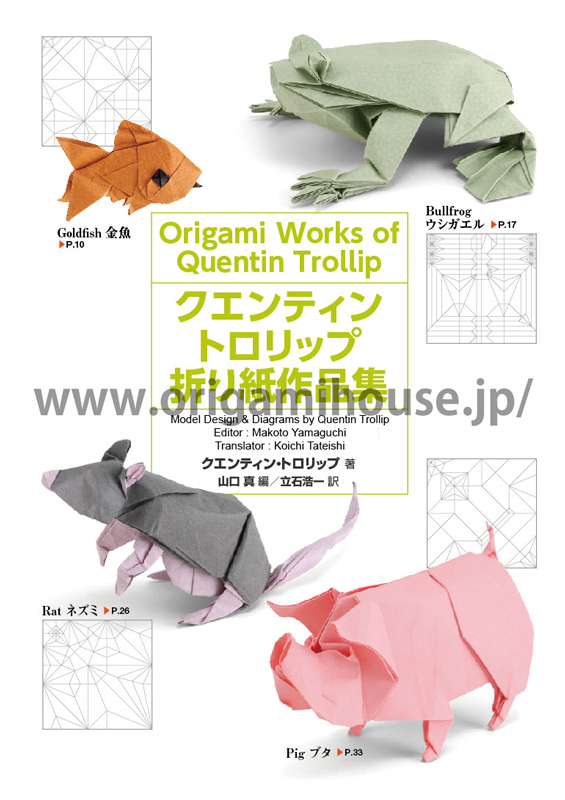 Goldfish 金魚
▶P.10
Bullfrog
ウシガエル ▶P.17
Origami Works of
Quentin Trollip
クエンティン
トロリップ
折り紙作品集
www.origamihouse.jp/
Model Design & Diagrams by Quentin Trollip
Editor : Makoto Yamaguchi
Translator : Koichi Tateishi
クエンティン・トロリップ 著
山口 真 編／立石浩一 訳
Rat ネズミ ▶P.26
Pig ブタ ▶P.33